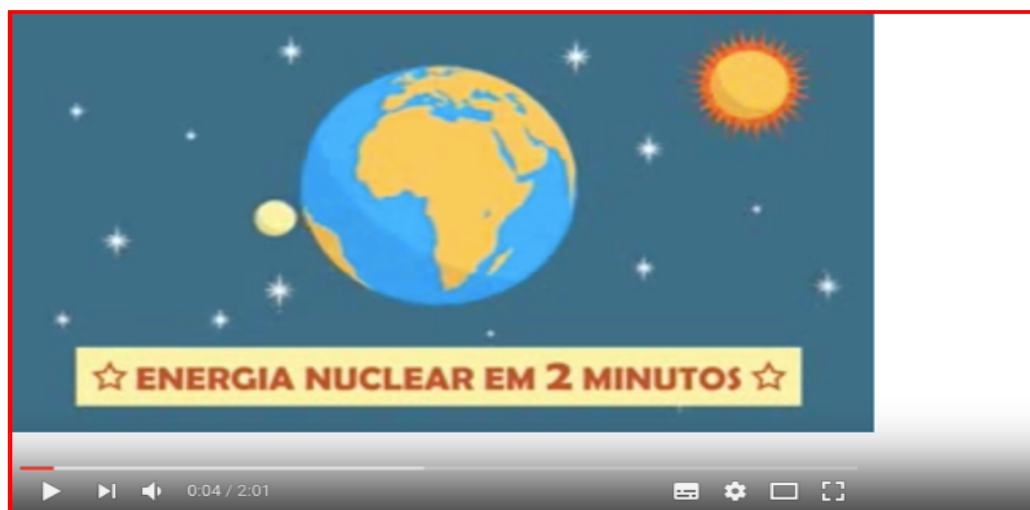 ☆ ENERGIA NUCLEAR EM 2 MINUTOS ☆
0:04 / 2:01